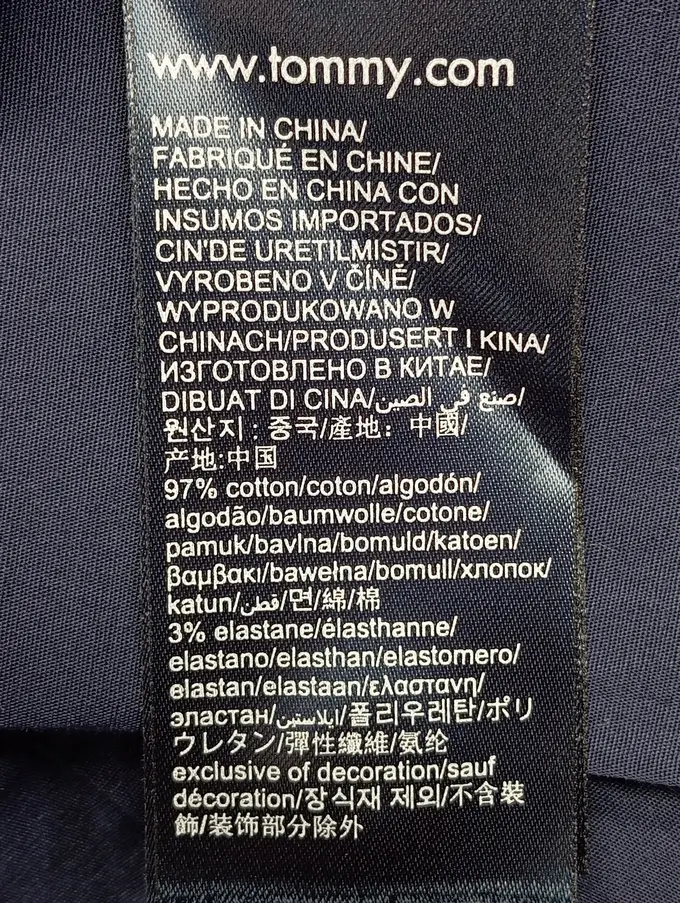 www.tommy.com
MADE IN CHINA/
FABRIQUÉ EN CHINE/
HECHO EN CHINA CON
INSUMOS IMPORTADOS/
CIN'DE URETILMISTIR/
VYROBENO V ČÍNĚ/
WYPRODUKOWANO W
CHINACH/PRODUSERT I KINA/
ИЗГОТОВЛЕНО В КИТАЕ/
DIBUAT DI CINA/صنع في الصين/
원산지 : 중국/產地: 中國/
产地:中国
97% cotton/coton/algodón/
algodão/baumwolle/cotone/
pamuk/bavlna/bomuld/katoen/
βαμβακι/bawełna/bomull/хлопок/
katun/قطن/면/綿/棉
3% elastane/élasthanne/
elastano/elasthan/elastomero/
elastan/elastaan/ελαστανη/
эластан/ايلاستين/폴리우레탄/ポリ
ウレタン/彈性纖維/氨纶
exclusive of decoration/sauf
décoration/장식재 제외/不含裝
飾/装饰部分除外